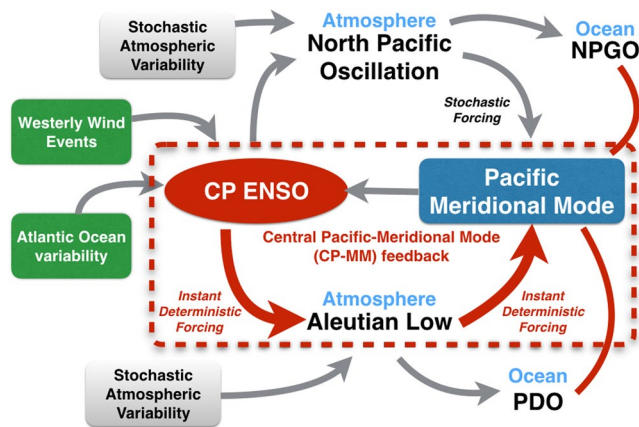 Stochastic
Atmospheric
Variability
Atmosphere
North Pacific
Oscillation
Ocean
NPGO
Stochastic
Forcing
Westerly Wind
Events
CP ENSO
Pacific
Meridional Mode
Atlantic Ocean
variability
Central Pacific-Meridional Mode
(CP-MM) feedback
Instant
Deterministic
Forcing
Atmosphere
Aleutian Low
Instant
Deterministic
Forcing
Stochastic
Atmospheric
Variability
Ocean
PDO